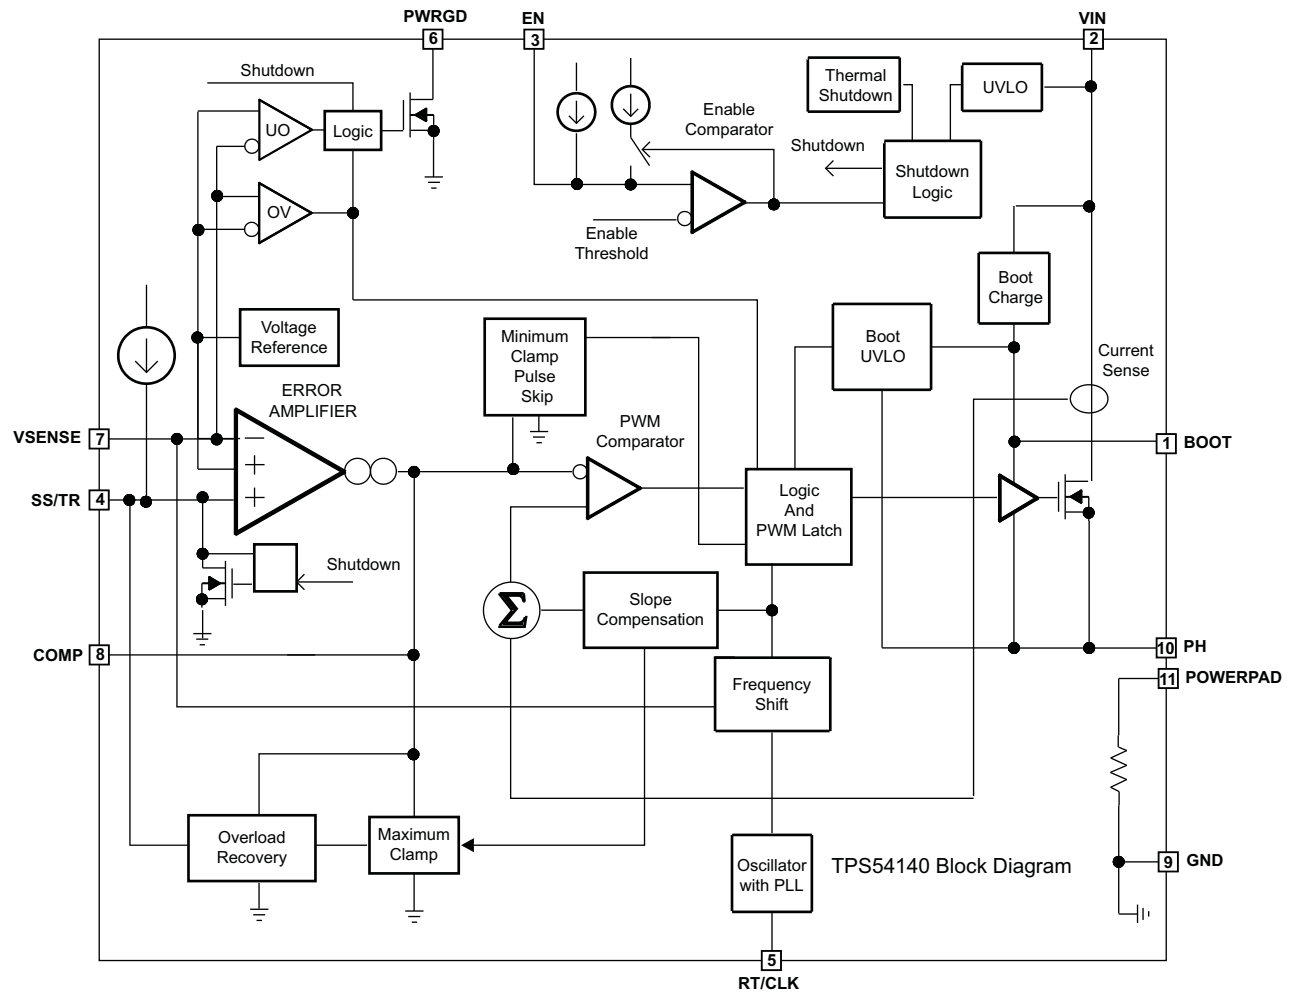 PWRGD
EN
VIN
6
3
2
Shutdown
Thermal
Shutdown
UVLO
UO
Logic
Enable
Comparator
Shutdown
Shutdown
Logic
OV
Enable
Threshold
Boot
Charge
Voltage
Reference
Minimum
Clamp
Pulse
Skip
Boot
UVLO
Current
Sense
ERROR
AMPLIFIER
PWM
Comparator
VSENSE
7
−
1
BOOT
+
SS/TR
4
+
Logic
And
PWM Latch
Shutdown
Σ
Slope
Compensation
COMP
8
10
PH
11
POWERPAD
Frequency
Shift
Overload
Recovery
Maximum
Clamp
Oscillator
with PLL
TPS54140 Block Diagram
9
GND
5
RT/CLK